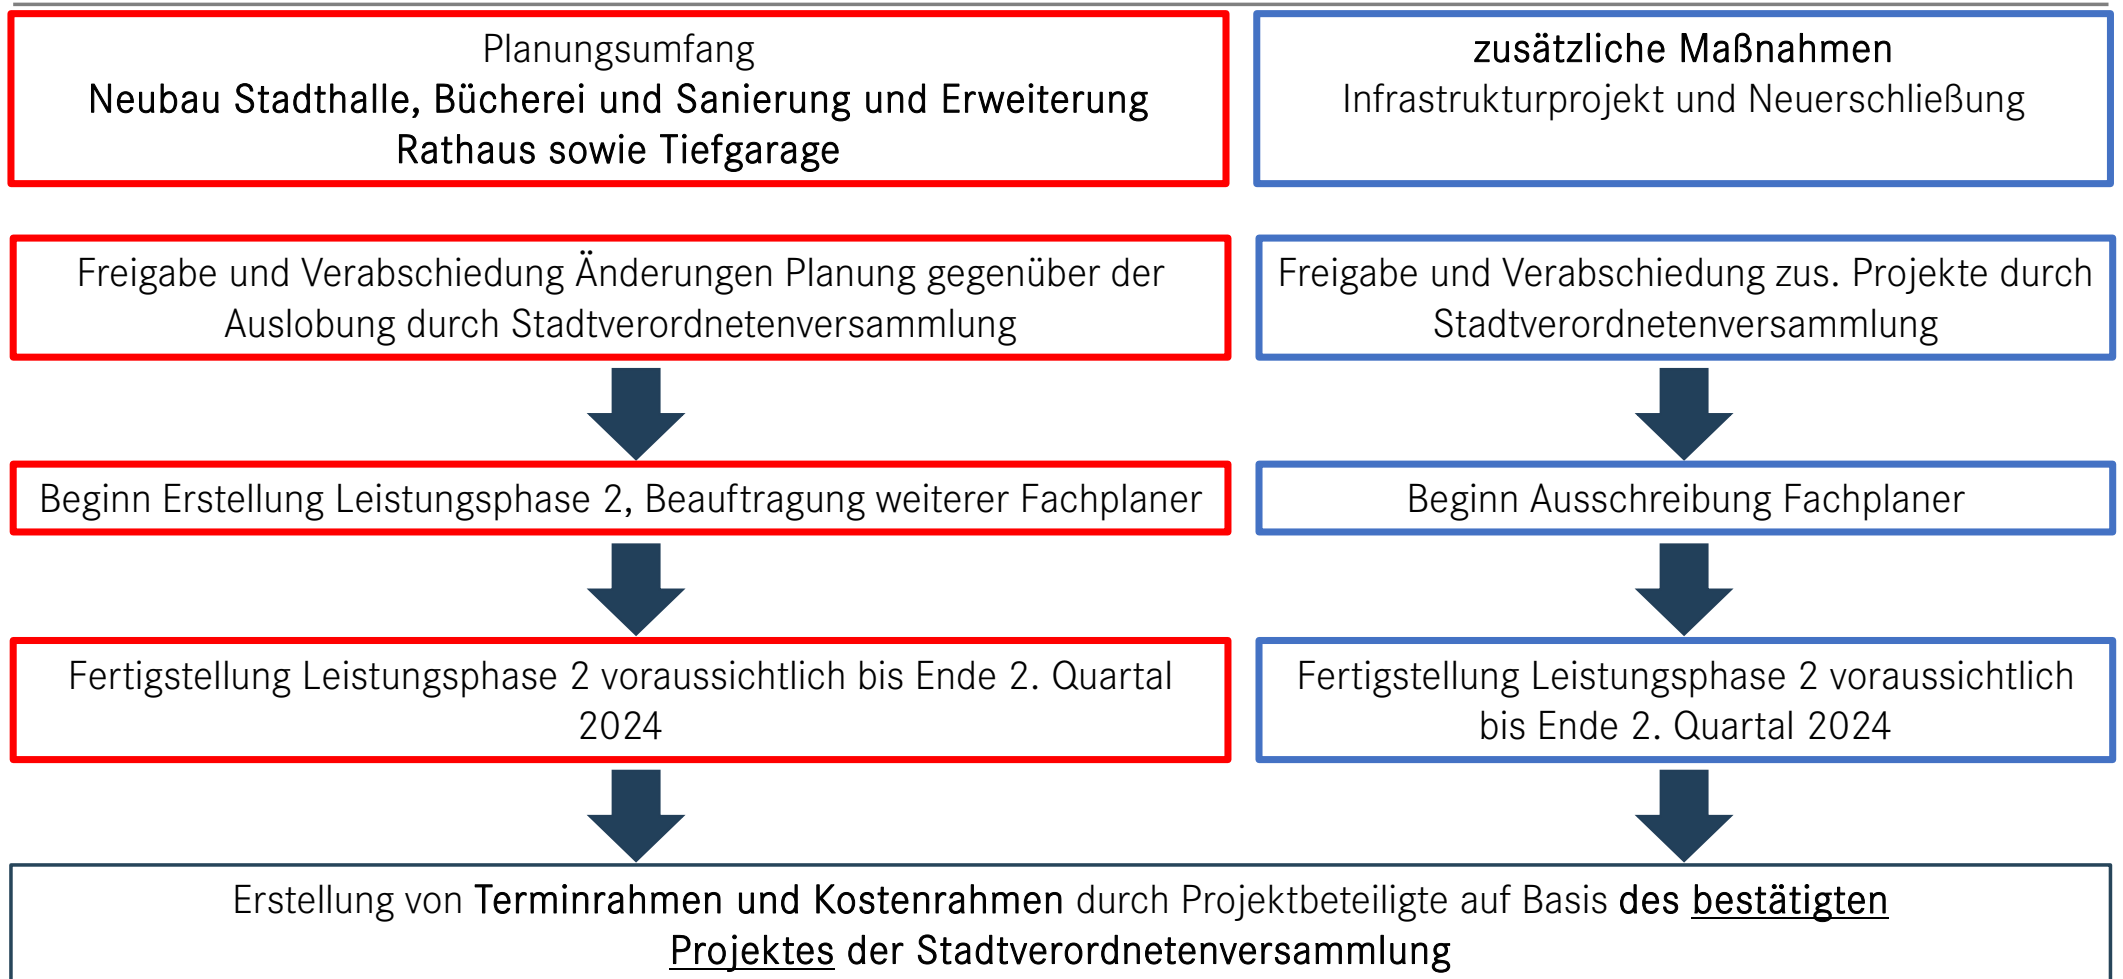 Planungsumfang
Neubau Stadthalle, Bücherei und Sanierung und Erweiterung
Rathaus sowie Tiefgarage
zusätzliche Maßnahmen
Infrastrukturprojekt und Neuerschließung
Freigabe und Verabschiedung Änderungen Planung gegenüber der
Auslobung durch Stadtverordnetenversammlung
Freigabe und Verabschiedung zus. Projekte durch
Stadtverordnetenversammlung
Beginn Erstellung Leistungsphase 2, Beauftragung weiterer Fachplaner
Beginn Ausschreibung Fachplaner
Fertigstellung Leistungsphase 2 voraussichtlich bis Ende 2. Quartal
2024
Fertigstellung Leistungsphase 2 voraussichtlich
bis Ende 2. Quartal 2024
Erstellung von Terminrahmen und Kostenrahmen durch Projektbeteiligte auf Basis des bestätigten
Projektes der Stadtverordnetenversammlung